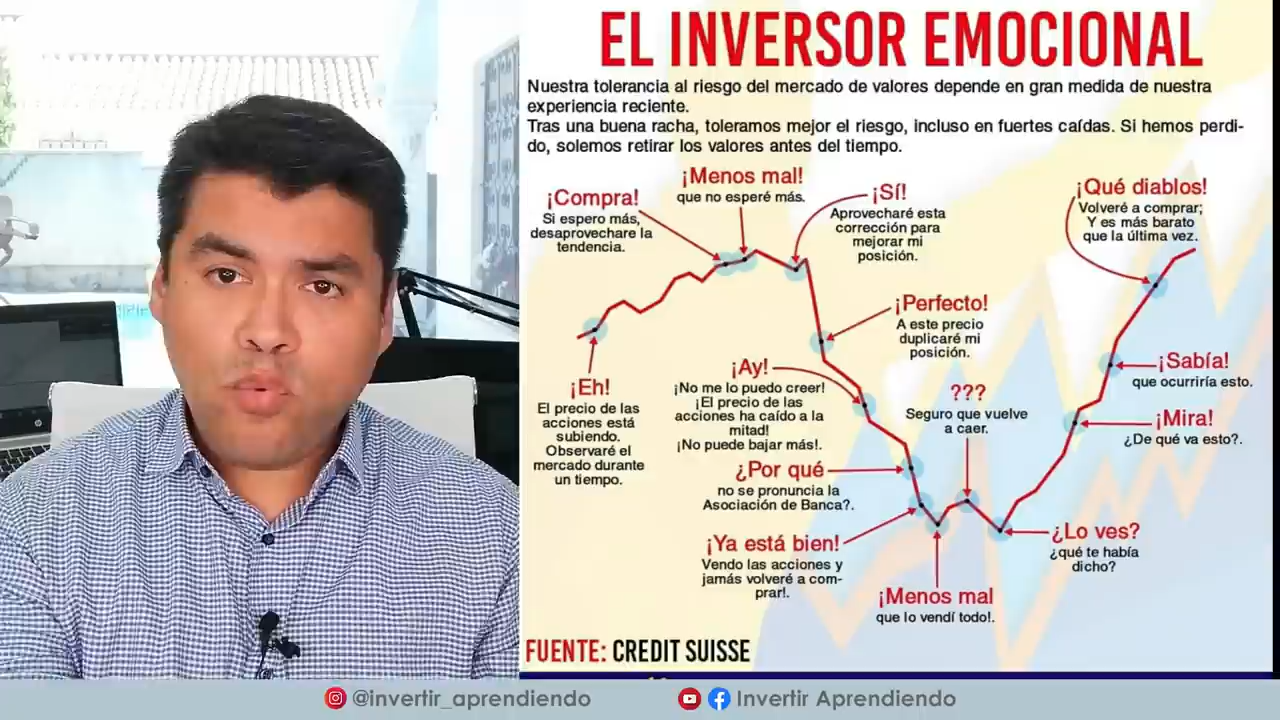 EL INVERSOR EMOCIONAL
Nuestra tolerancia al riesgo del mercado de valores depende en gran medida de nuestra
experiencia reciente.
Tras una buena racha, toleramos mejor el riesgo, incluso en fuertes caídas. Si hemos perdi-
do, solemos retirar los valores antes del tiempo.
¡Compra!
Si espero más,
desaprovechare la
tendencia.
¡Menos mal!
que no esperé más.
¡Sí!
Aprovecharé esta
corrección para
mejorar mi
posición.
¡Qué diablos!
Volveré a comprar;
Y es más barato
que la última vez.
¡Eh!
El precio de las
acciones está
subiendo.
Observaré el
mercado durante
un tiempo.
¡Perfecto!
A este precio
duplicaré mi
posición.
¡Ay!
¡No me lo puedo creer!
¡El precio de las
acciones ha caído a la
mitad!
¡No puede bajar más!.
???
Seguro que vuelve
a caer.
¡Sabía!
que ocurriría esto.
¡Mira!
¿De qué va esto?.
¿Por qué
no se pronuncia la
Asociación de Banca?.
¡Ya está bien!
Vendo las acciones y
jamás volveré a com-
prar!.
¡Menos mal
que lo vendí todo!.
¿Lo ves?
¿qué te había
dicho?
FUENTE: CREDIT SUISSE
@invertir_aprendiendo
Invertir Aprendiendo